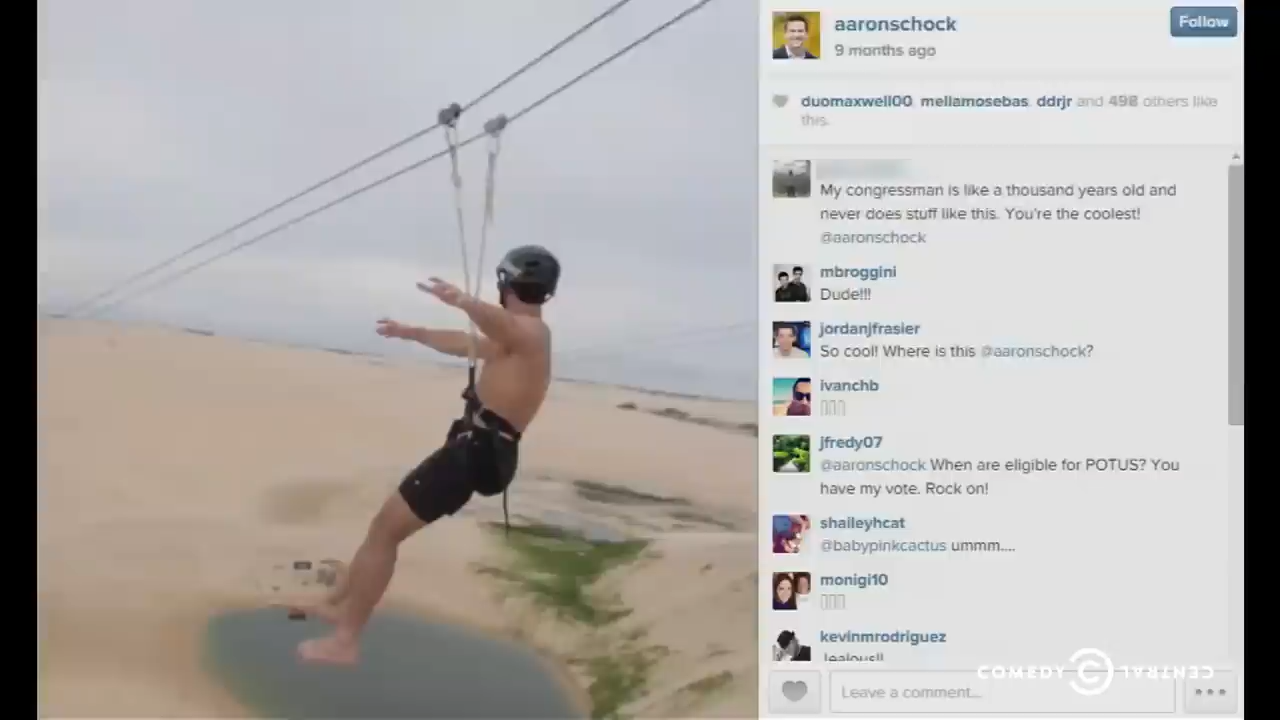 aaronschock
Follow
9 months ago
duomaxwell00 mellamosebas ddrjr and 498 others like
this.
My congressman is like a thousand years old and
never does stuff like this. You're the coolest!
@aaronschock
mbroggini
Dude!!!
jordanjfrasier
So cool! Where is this @aaronschock?
ivanchb
jfredy07
@aaronschock When are eligible for POTUS? You
have my vote. Rock on!
shaileyhcat
@babypinkcactus ummm....
monigi10
kevinmrodriguez
Jealous!!
Leave a comment...
COMEDY CENTRAL